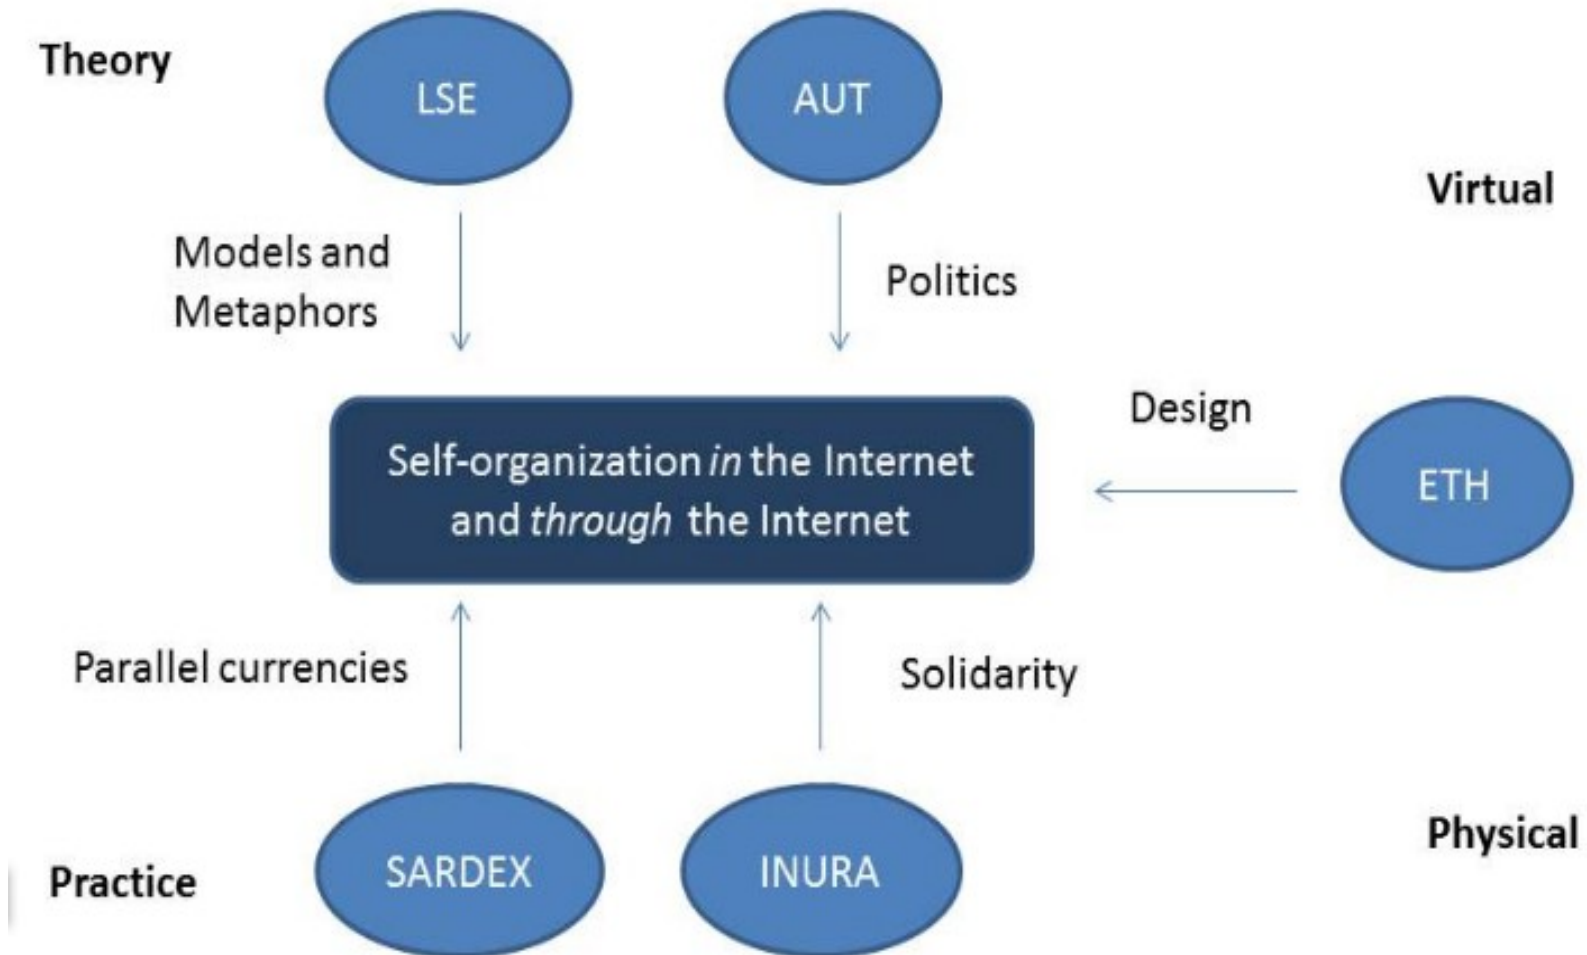 Theory
LSE
AUT
Virtual
Models and
Metaphors
Politics
Design
Self-organization in the Internet
and through the Internet
ETH
Parallel currencies
Solidarity
Physical
Practice
SARDEX
INURA